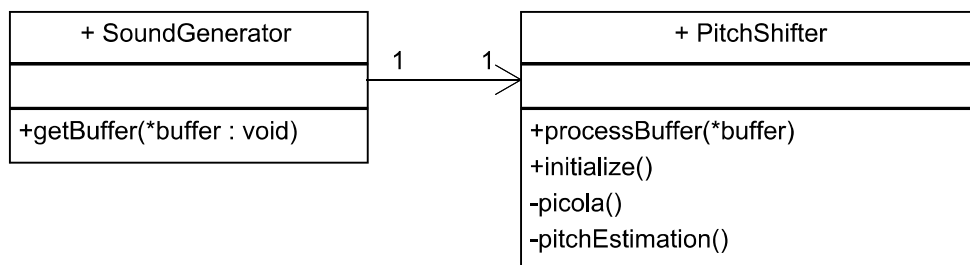 + SoundGenerator
+getBuffer(*buffer : void)
1 1
+ PitchShifter
+processBuffer(*buffer)
+initialize()
-picola()
-pitchEstimation()